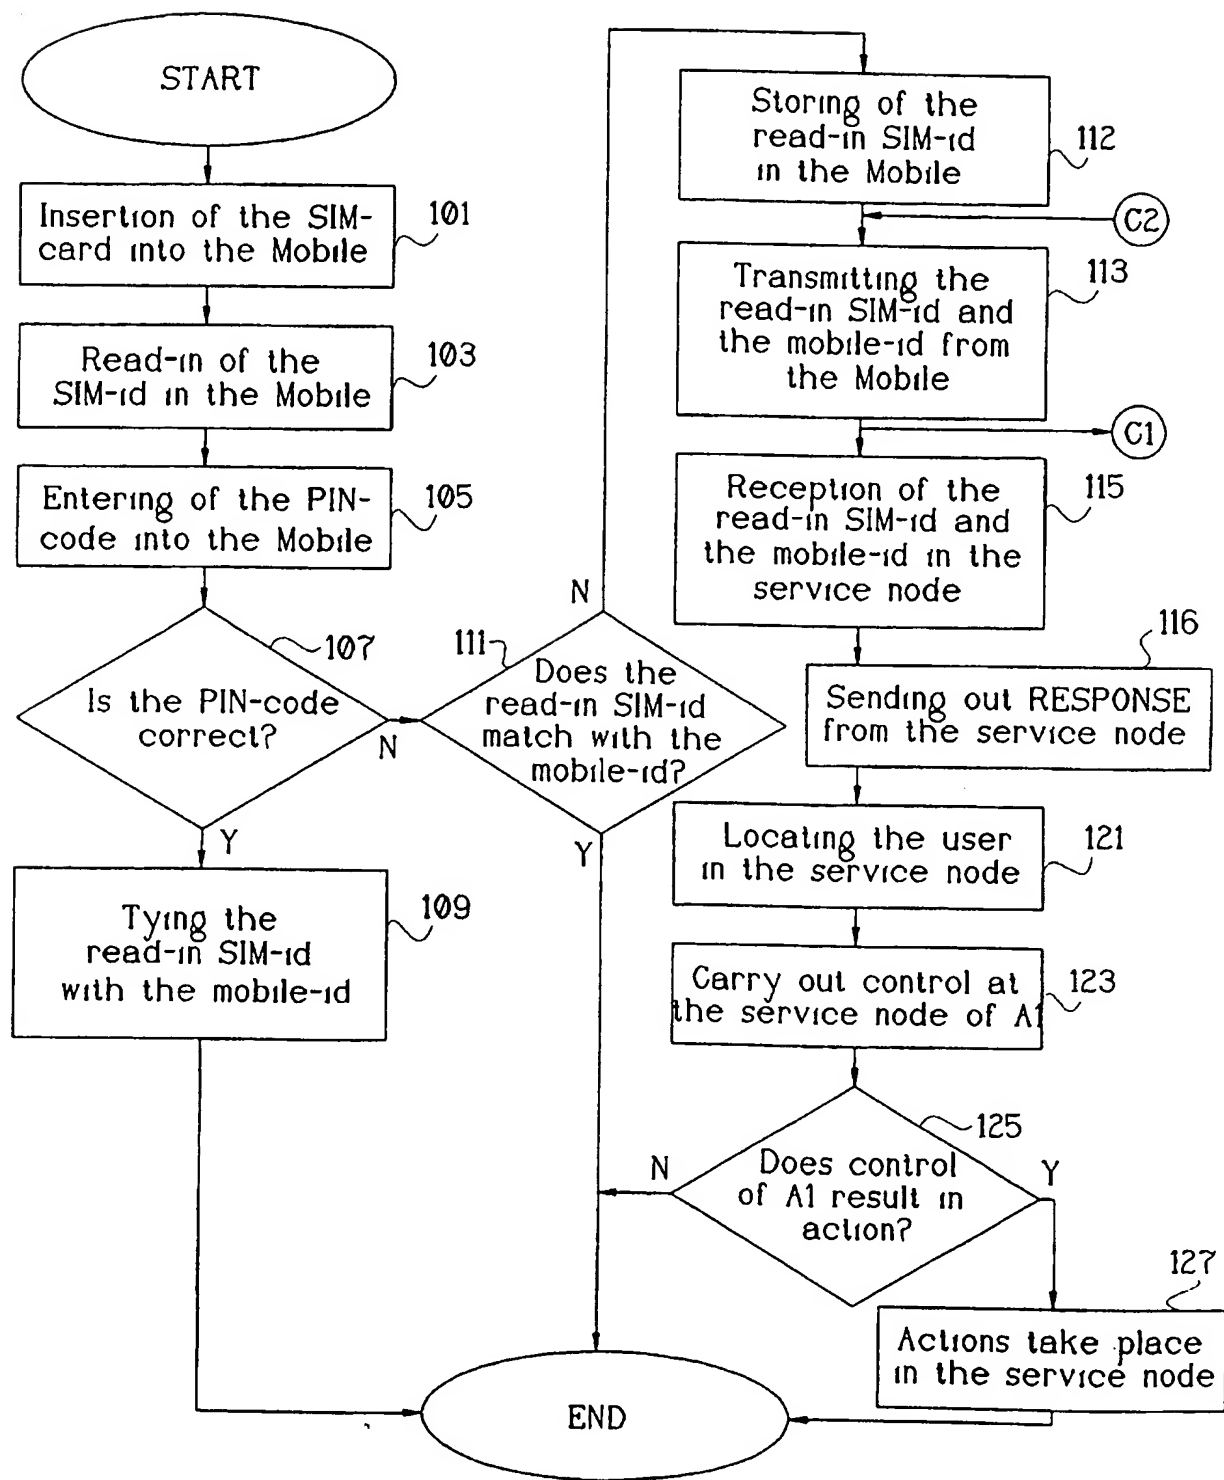 START
Insertion of the SIM-
card into the Mobile
101
Read-in of the
SIM-id in the Mobile
103
Entering of the PIN-
code into the Mobile
105
Is the PIN-code
correct?
107
N
Y
Tying the
read-in SIM-id
with the mobile-id
109
111
Does the
read-in SIM-id
match with the
mobile-id?
N
Y
Storing of the
read-in SIM-id
in the Mobile
112
C2
Transmitting the
read-in SIM-id and
the mobile-id from
the Mobile
113
C1
Reception of the
read-in SIM-id and
the mobile-id in the
service node
115
116
Sending out RESPONSE
from the service node
Locating the user
in the service node
121
Carry out control at
the service node of A1
123
125
Does control
of A1 result in
action?
N
Y
127
Actions take place
in the service node
END